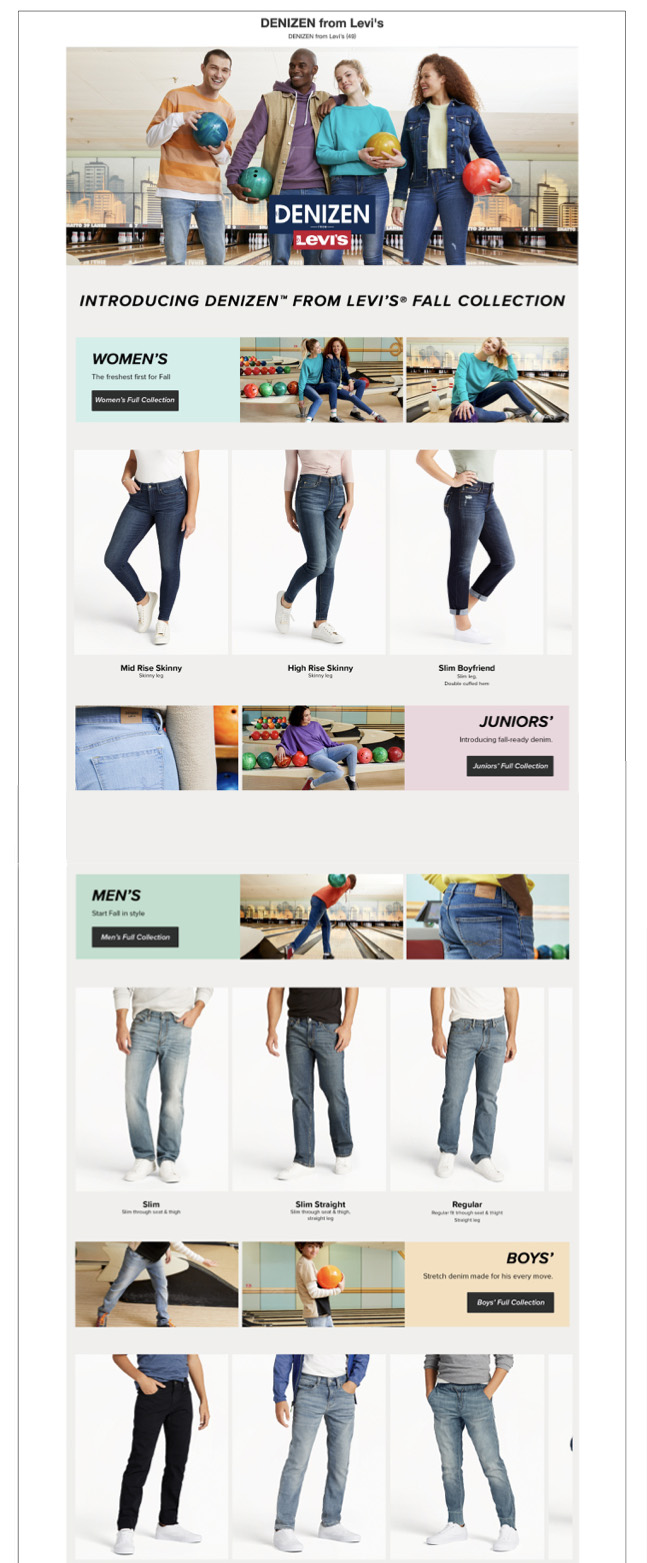 DENIZEN from Levi's
DENIZEN from Levi's (49)
DENIZEN
FROM
LEVI'S
INTRODUCING DENIZEN™ FROM LEVI'S® FALL COLLECTION
WOMEN'S
The freshest first for Fall
Women's Full Collection
Mid Rise Skinny
Skinny leg
High Rise Skinny
Skinny leg
Slim Boyfriend
Slim leg,
Double cuffed hem
JUNIORS'
Introducing fall-ready denim.
Juniors' Full Collection
MEN'S
Start Fall in style
Men's Full Collection
Slim
Slim through seat & thigh
Slim Straight
Slim through seat & thigh,
straight leg
Regular
Regular fit through seat & thight
Straight leg
BOYS'
Stretch denim made for his every move.
Boys' Full Collection